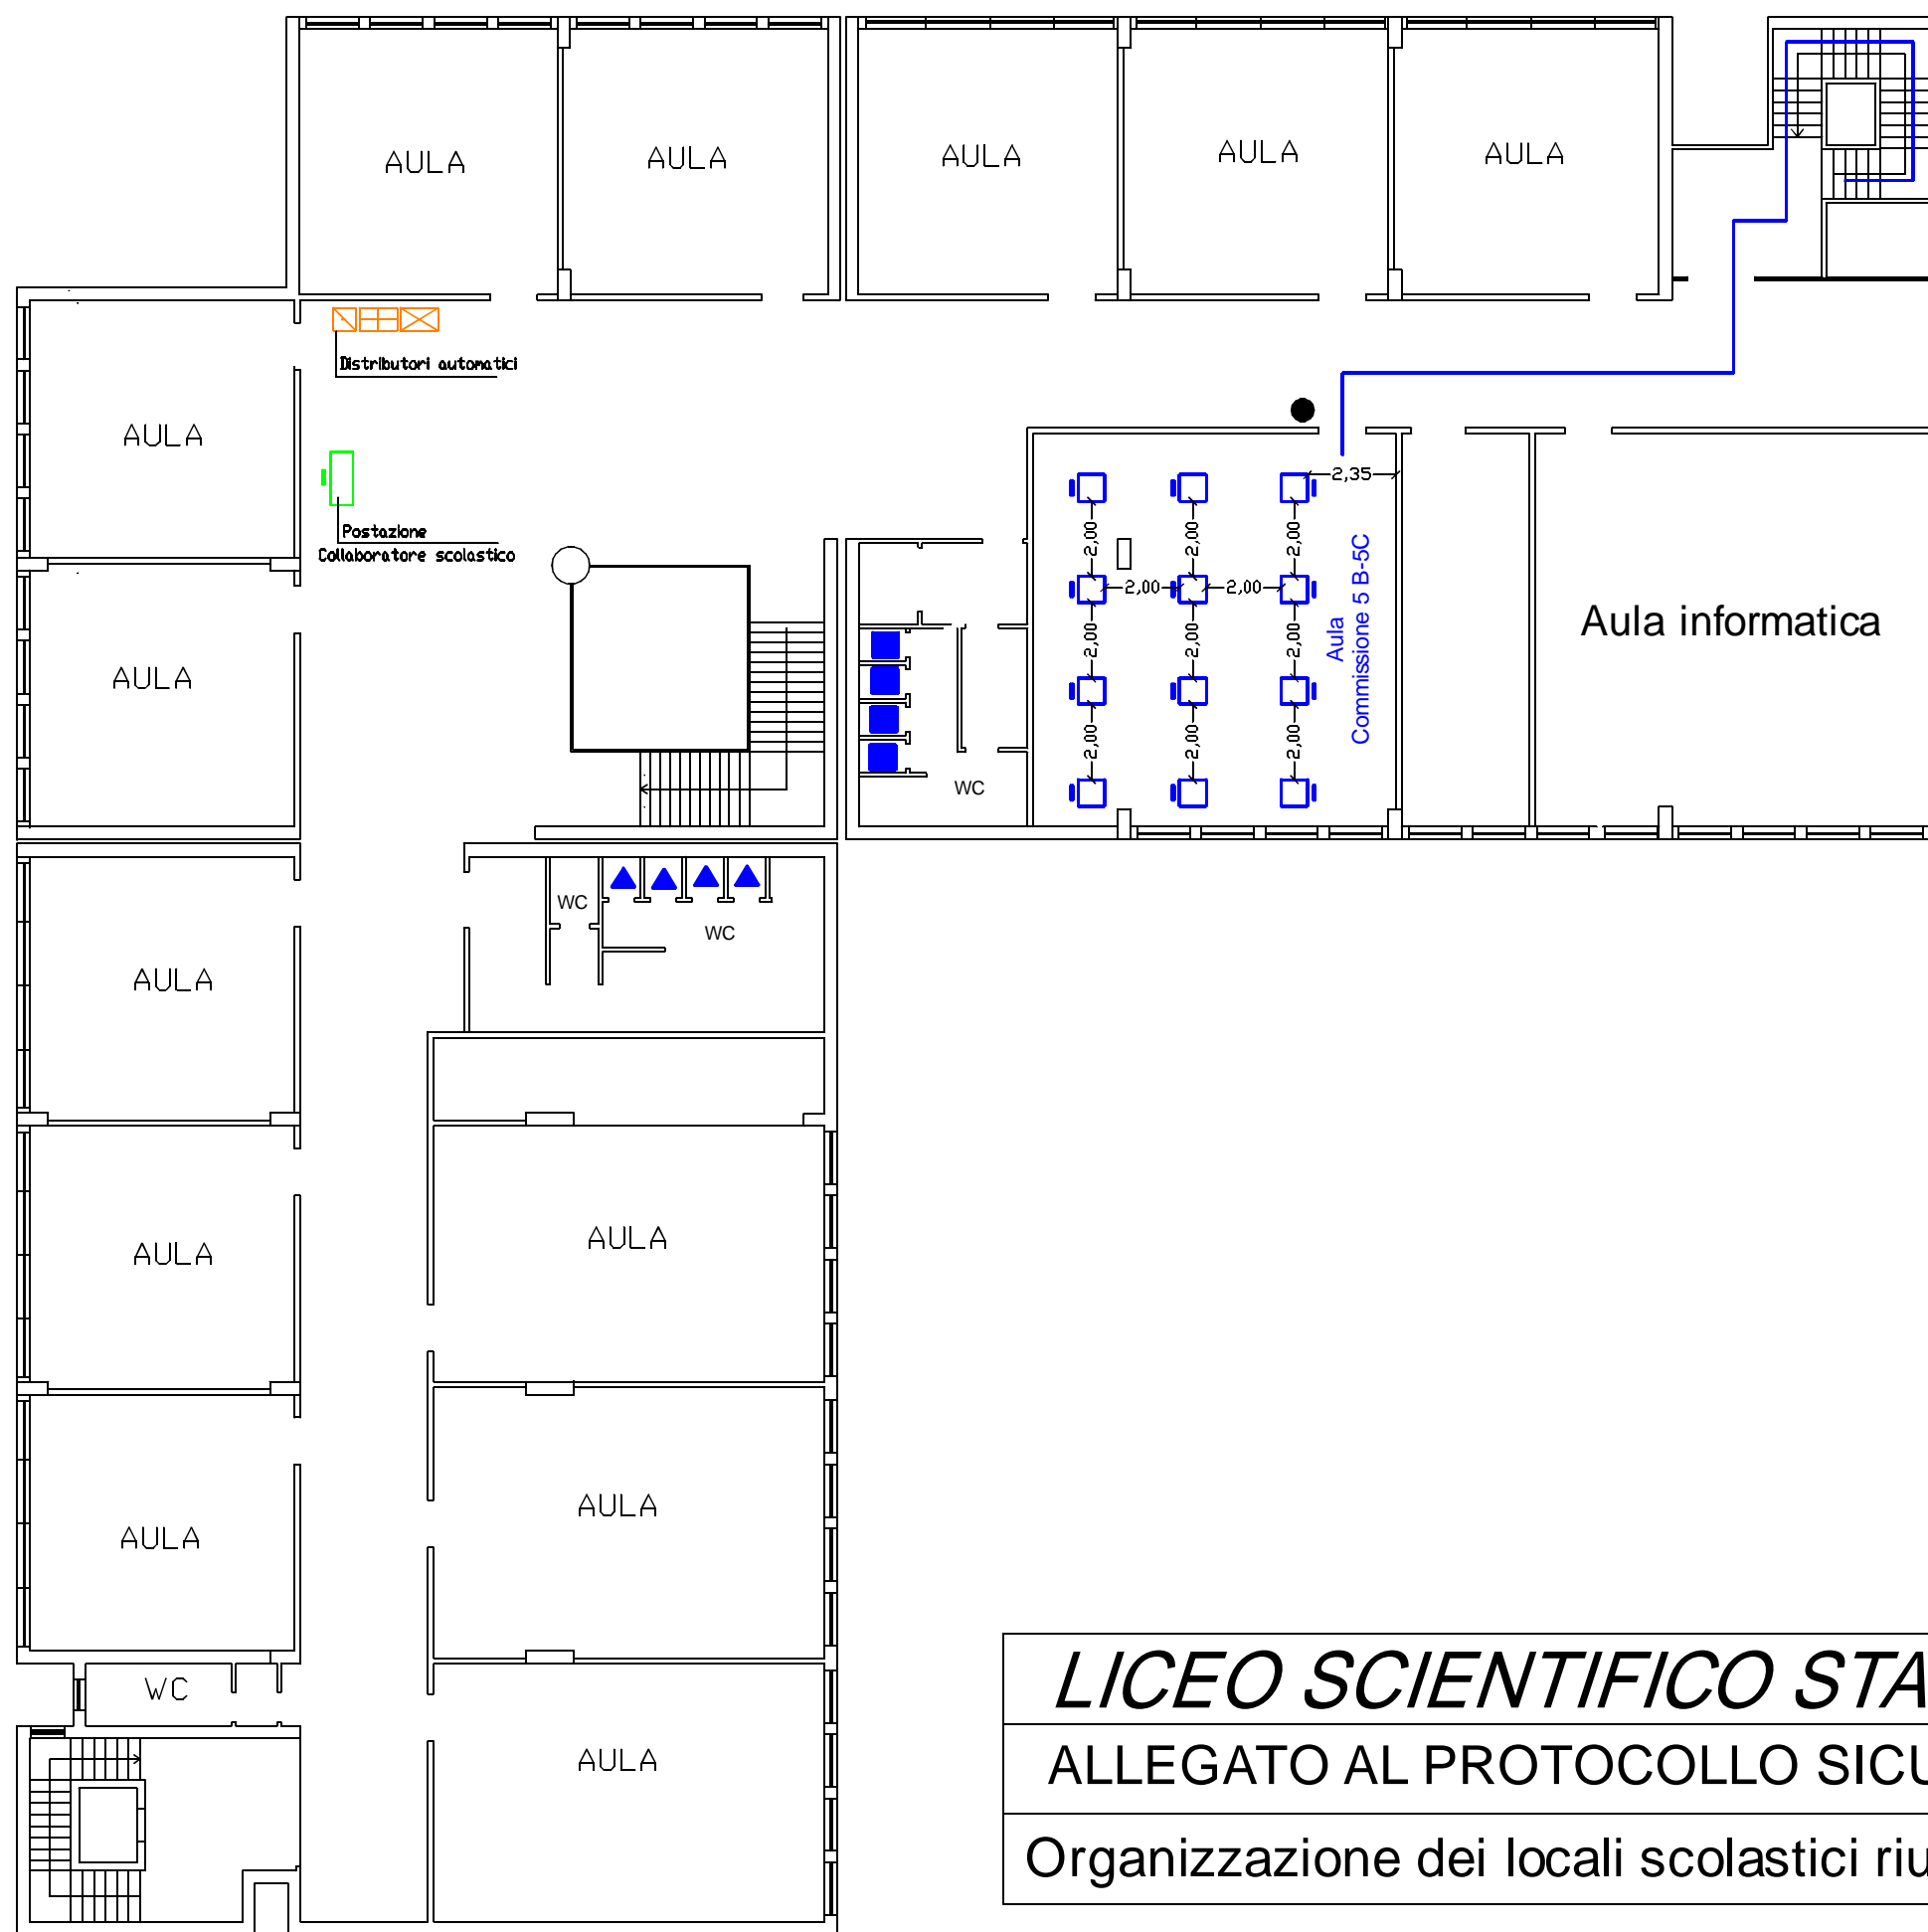 AULA
AULA
AULA
AULA
AULA
Distributori automatici
AULA
2,35
Postazione
Collaboratore scolastico
2,00
2,00
2,00
2,00
2,00
Aula
Commissione 5 B-5C
Aula informatica
2,00
2,00
2,00
AULA
2,00
2,00
2,00
WC
WC
WC
AULA
AULA
AULA
AULA
AULA
WC
AULA
LICEO SCIENTIFICO STA
ALLEGATO AL PROTOCOLLO SICU
Organizzazione dei locali scolastici riu